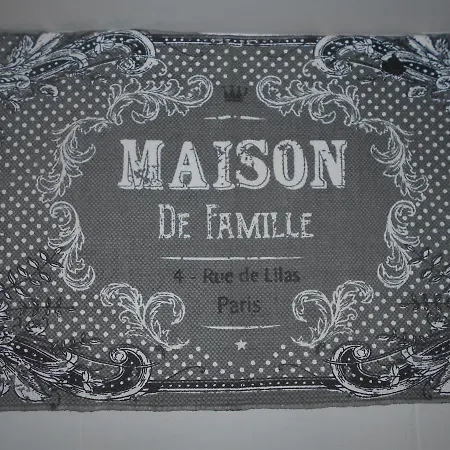 MAISON
DE FAMILLE
4 - Rue de Lilas
Paris